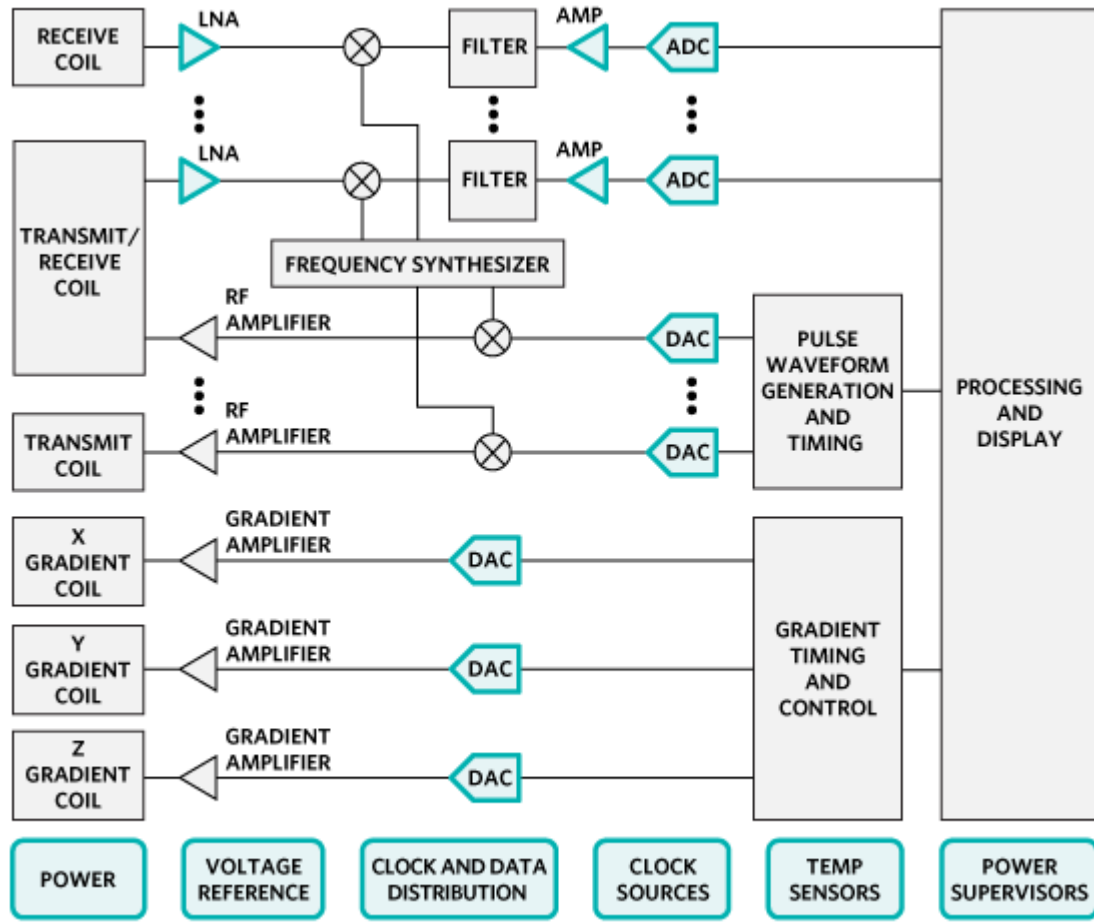 RECEIVE
COIL
LNA
FILTER
AMP
ADC
TRANSMIT/
RECEIVE
COIL
LNA
FILTER
AMP
ADC
FREQUENCY SYNTHESIZER
RF
AMPLIFIER
DAC
PULSE
WAVEFORM
GENERATION
AND
TIMING
PROCESSING
AND
DISPLAY
TRANSMIT
COIL
RF
AMPLIFIER
DAC
X
GRADIENT
COIL
GRADIENT
AMPLIFIER
DAC
Y
GRADIENT
COIL
GRADIENT
AMPLIFIER
DAC
GRADIENT
TIMING
AND
CONTROL
Z
GRADIENT
COIL
GRADIENT
AMPLIFIER
DAC
POWER
VOLTAGE
REFERENCE
CLOCK AND DATA
DISTRIBUTION
CLOCK
SOURCES
TEMP
SENSORS
POWER
SUPERVISORS